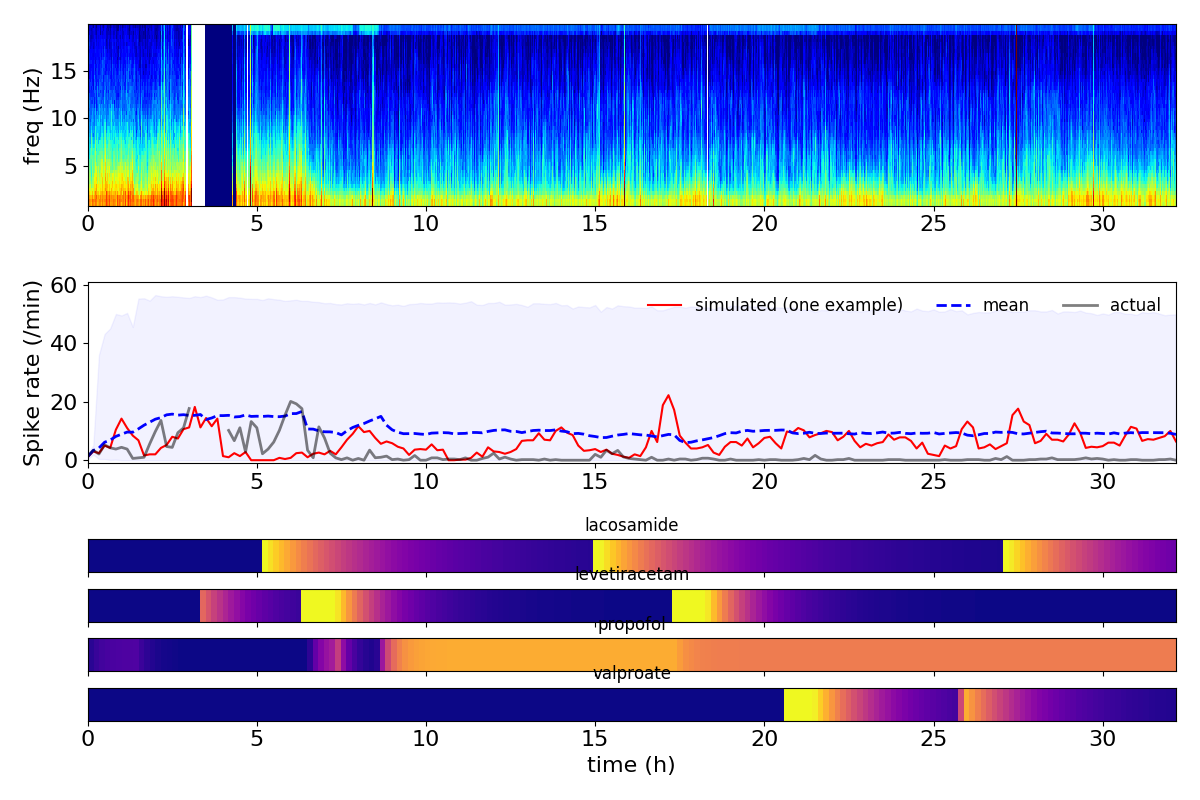 freq (Hz)
15
10
5
0 5 10 15 20 25 30
Spike rate (/min)
60
40
20
0
simulated (one example) mean actual
0 5 10 15 20 25 30
lacosamide
levetiracetam
propofol
valproate
0 5 10 15 20 25 30
time (h)